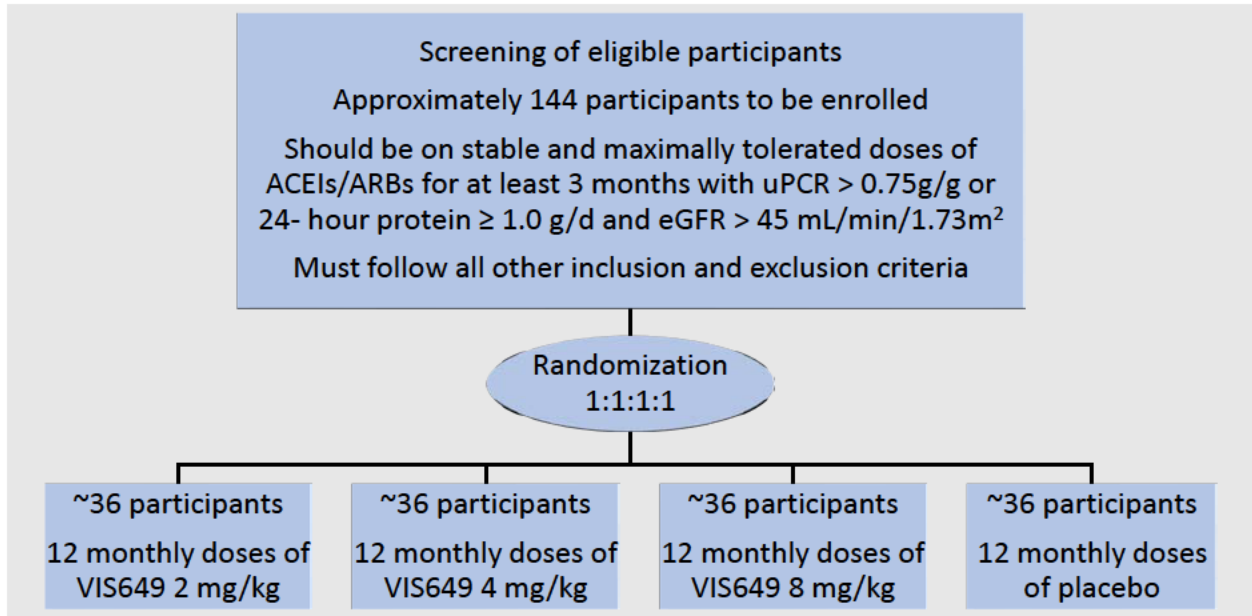 Screening of eligible participants
Approximately 144 participants to be enrolled
Should be on stable and maximally tolerated doses of
ACEIs/ARBs for at least 3 months with uPCR > 0.75g/g or
24- hour protein ≥ 1.0 g/d and eGFR > 45 mL/min/1.73m²
Must follow all other inclusion and exclusion criteria
Randomization
1:1:1:1
~36 participants
12 monthly doses of
VIS649 2 mg/kg
~36 participants
12 monthly doses of
VIS649 4 mg/kg
~36 participants
12 monthly doses of
VIS649 8 mg/kg
~36 participants
12 monthly doses
of placebo